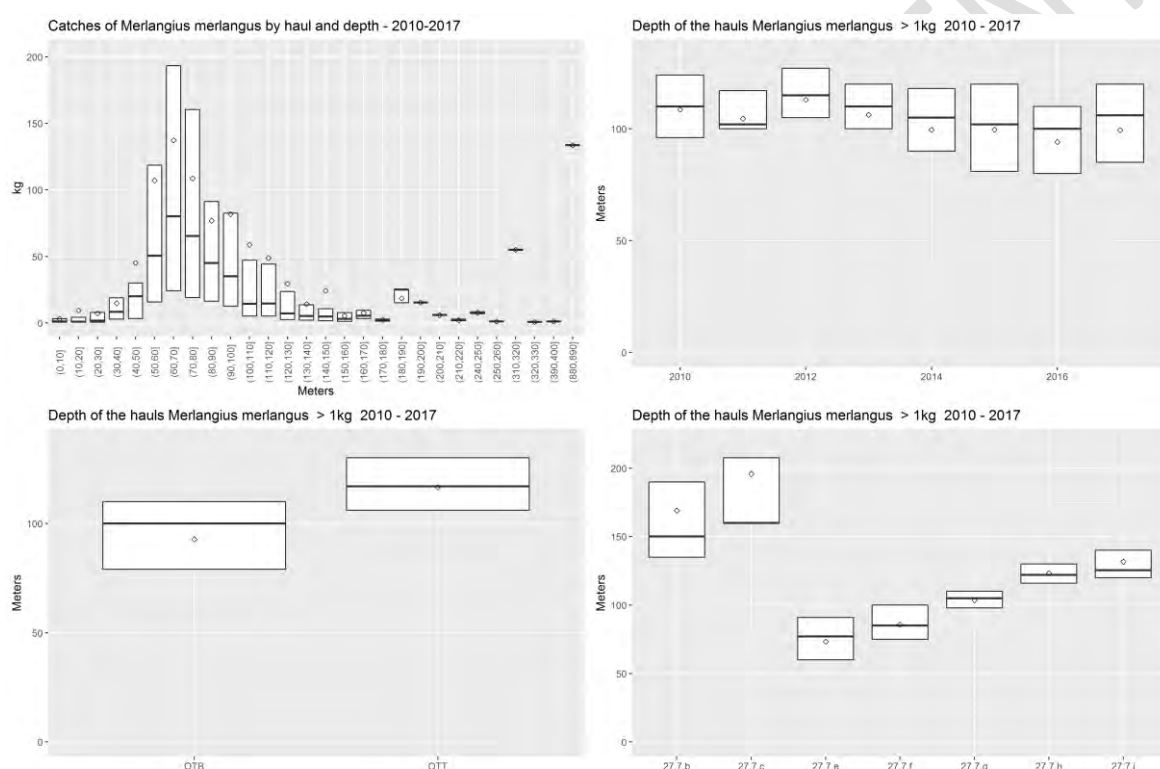 Catches of Merlangius merlangus by haul and depth - 2010-2017
200
150
100
50
0
kg
(0,10]
(10,20]
(20,30]
(30,40]
(40,50]
(50,60]
(60,70]
(70,80]
(80,90]
(90,100]
(100,110]
(110,120]
(120,130]
(130,140]
(140,150]
(150,160]
(160,170]
(170,180]
(180,190]
(190,200]
(200,210]
(210,220]
(240,250]
(250,260]
(310,320]
(320,330]
(390,400]
(880,890]
Meters
Depth of the hauls Merlangius merlangus > 1kg 2010 - 2017
100
50
0
Meters
2010
2012
2014
2016
Depth of the hauls Merlangius merlangus > 1kg 2010 - 2017
100
50
0
Meters
OTB
OTT
Depth of the hauls Merlangius merlangus > 1kg 2010 - 2017
200
150
100
50
0
Meters
27.7.b
27.7.c
27.7.e
27.7.f
27.7.g
27.7.h
27.7.j